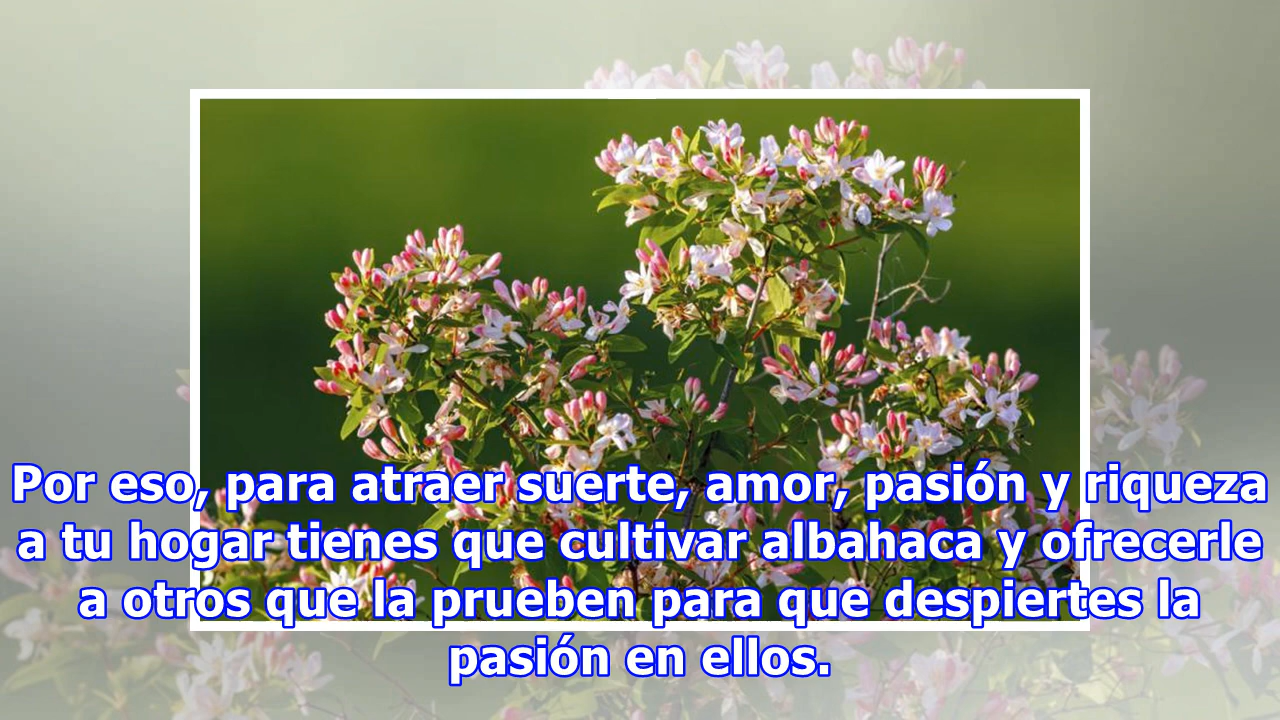 Por eso, para atraer suerte, amor, pasión y riqueza
a tu hogar tienes que cultivar albahaca y ofrecerle
a otros que la prueben para que despiertes la
pasión en ellos.